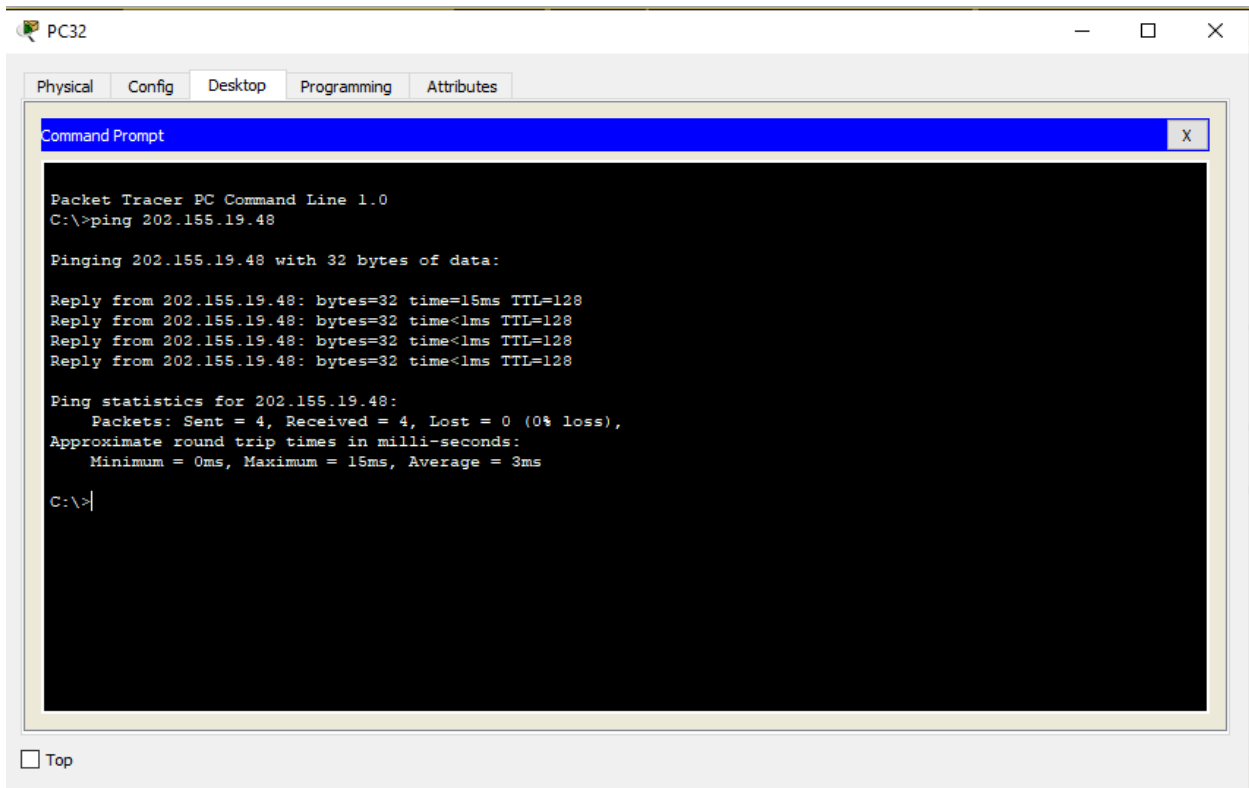 PC32
Physical Config Desktop Programming Attributes
Command Prompt X
Packet Tracer PC Command Line 1.0
C:\>ping 202.155.19.48
Pinging 202.155.19.48 with 32 bytes of data:
Reply from 202.155.19.48: bytes=32 time=15ms TTL=128
Reply from 202.155.19.48: bytes=32 time<1ms TTL=128
Reply from 202.155.19.48: bytes=32 time<1ms TTL=128
Reply from 202.155.19.48: bytes=32 time<1ms TTL=128
Ping statistics for 202.155.19.48:
Packets: Sent = 4, Received = 4, Lost = 0 (0% loss),
Approximate round trip times in milli-seconds:
Minimum = 0ms, Maximum = 15ms, Average = 3ms
C:\>
Top